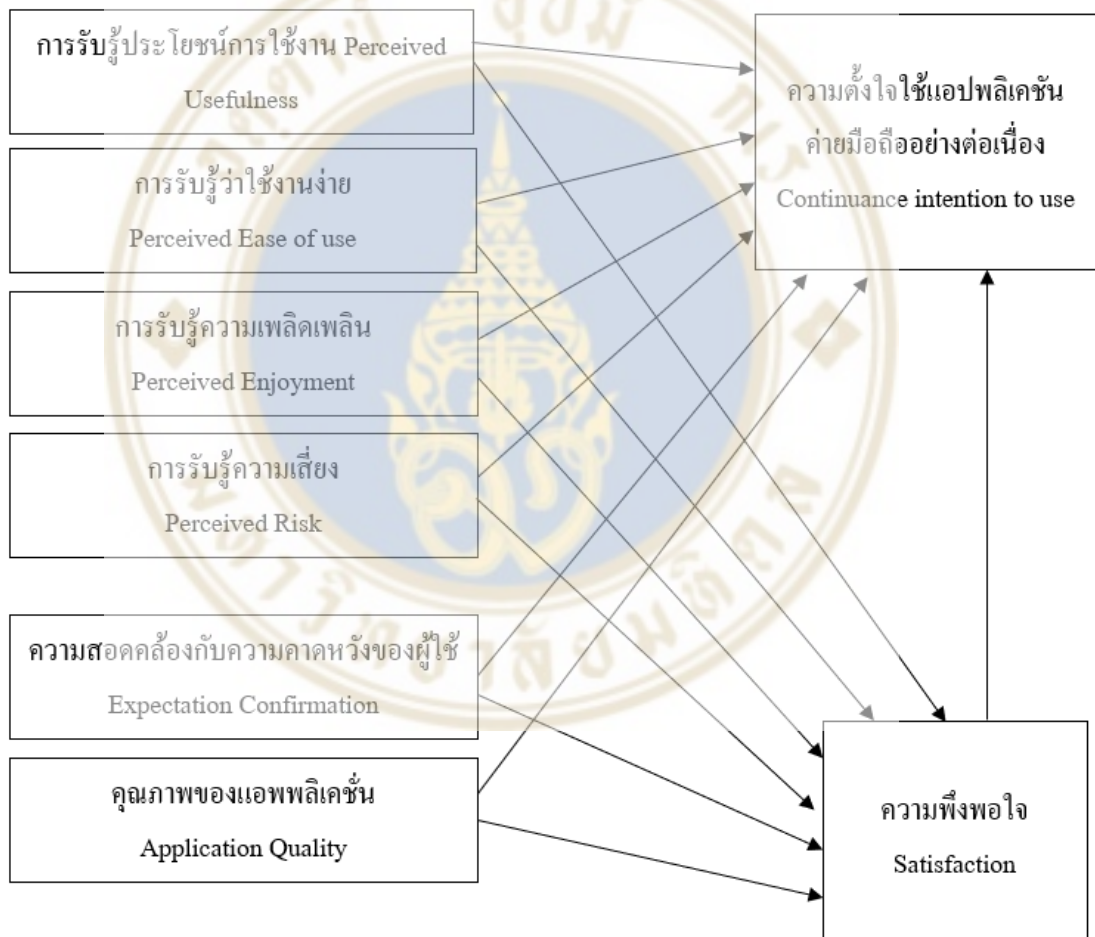 การรับรู้ประโยชน์การใช้งาน Perceived
Usefulness
การรับรู้ว่าใช้งานง่าย
Perceived Ease of use
การรับรู้ความเพลิดเพลิน
Perceived Enjoyment
การรับรู้ความเสี่ยง
Perceived Risk
ความสอดคล้องกับความคาดหวังของผู้ใช้
Expectation Confirmation
คุณภาพของแอพพลิเคชั่น
Application Quality
ความตั้งใจใช้แอปพลิเคชัน
ค่ายมือถืออย่างต่อเนื่อง
Continuance intention to use
ความพึงพอใจ
Satisfaction